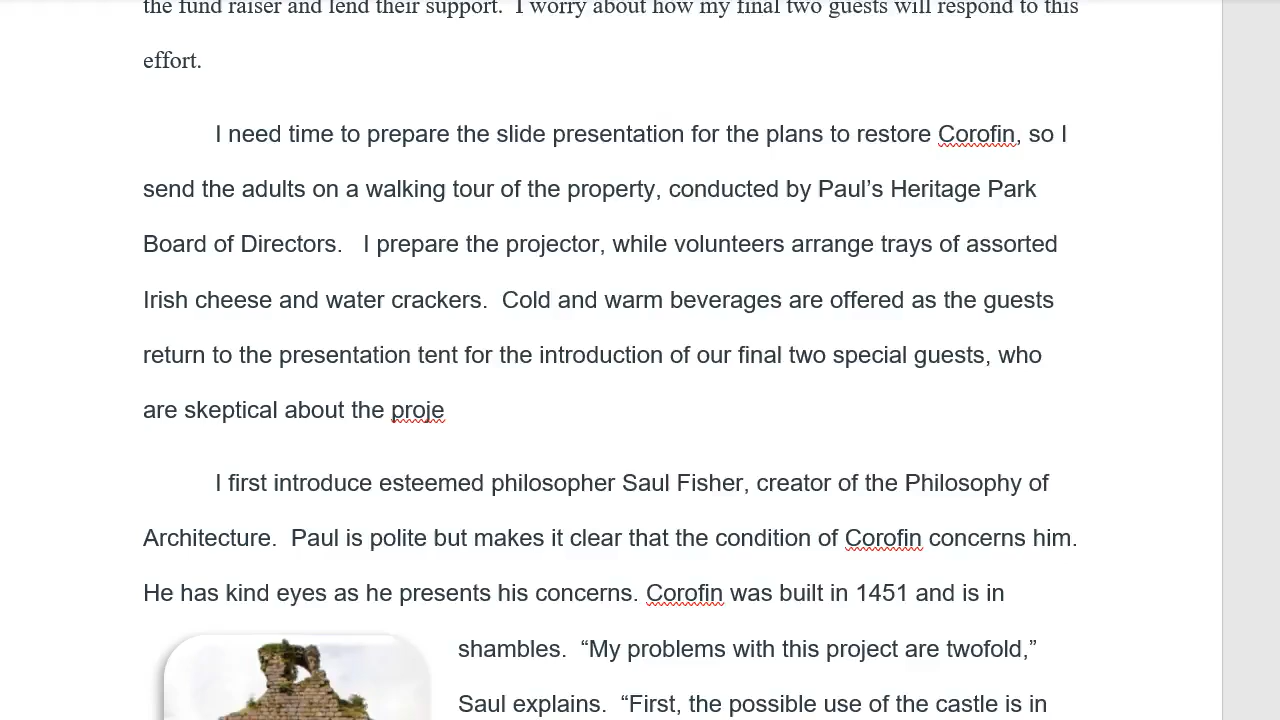 the fund raiser and lend their support.  I worry about how my final two guests will respond to this
effort.
I need time to prepare the slide presentation for the plans to restore Corofin, so I
send the adults on a walking tour of the property, conducted by Paul’s Heritage Park
Board of Directors.   I prepare the projector, while volunteers arrange trays of assorted
Irish cheese and water crackers.  Cold and warm beverages are offered as the guests
return to the presentation tent for the introduction of our final two special guests, who
are skeptical about the proje
I first introduce esteemed philosopher Saul Fisher, creator of the Philosophy of
Architecture.  Paul is polite but makes it clear that the condition of Corofin concerns him.
He has kind eyes as he presents his concerns. Corofin was built in 1451 and is in
shambles.  “My problems with this project are twofold,”
Saul explains.  “First, the possible use of the castle is in